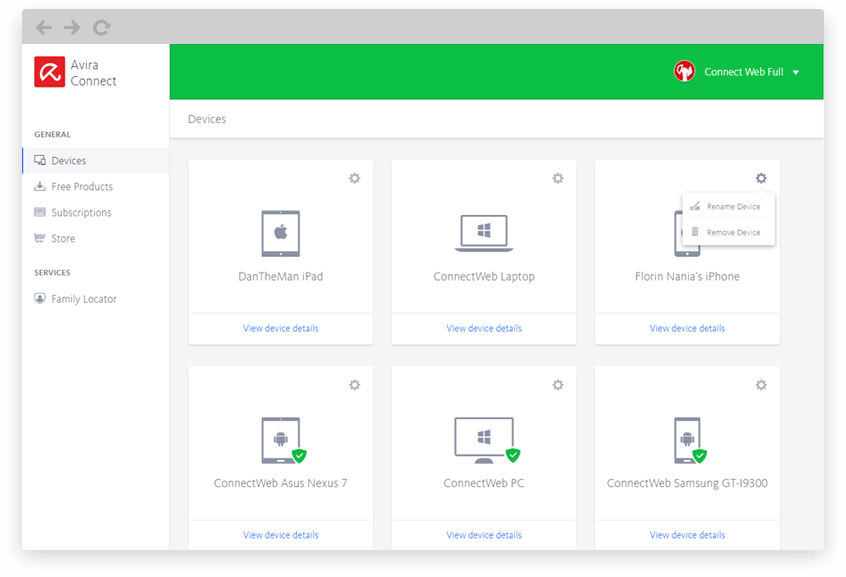 Avira
Connect
Connect Web Full
GENERAL
Devices
Free Products
Subscriptions
Store
SERVICES
Family Locator
Devices
Rename Device
Remove Device
DanTheMan iPad
ConnectWeb Laptop
Florin Nania's iPhone
View device details
View device details
View device details
ConnectWeb Asus Nexus 7
ConnectWeb PC
ConnectWeb Samsung GT-I9300
View device details
View device details
View device details